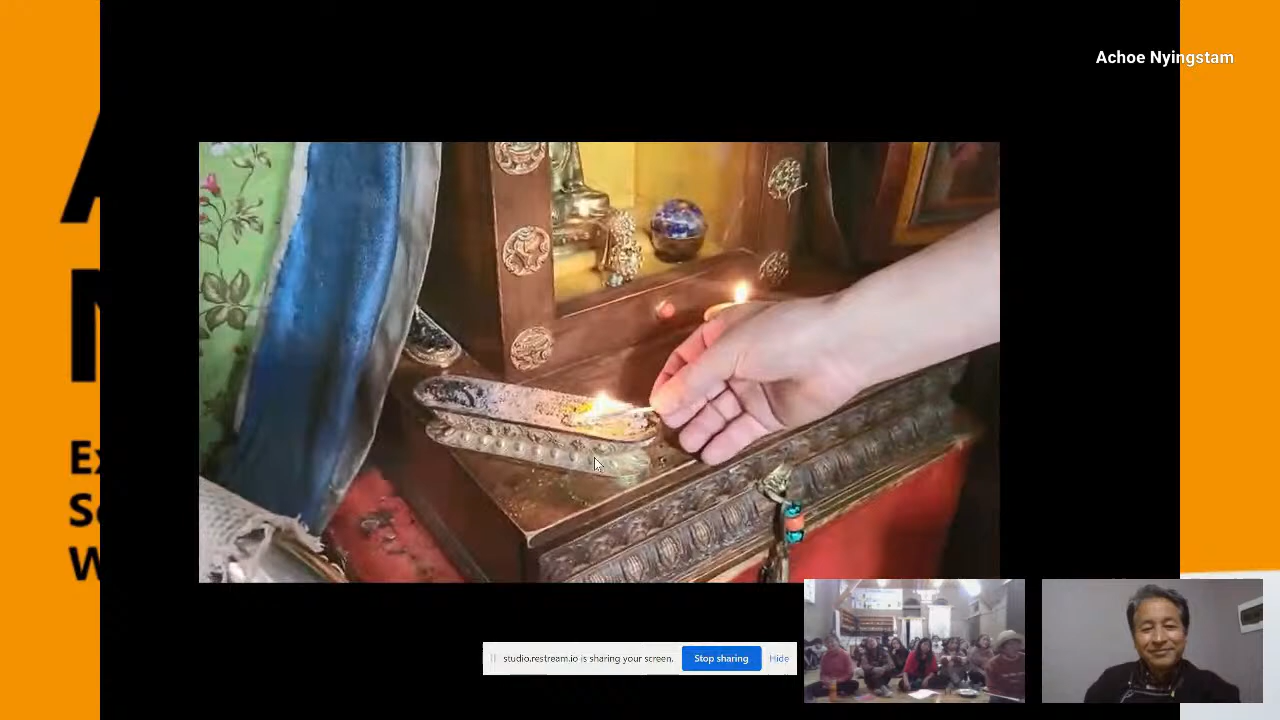 Achoe Nyingstam
studio.restream.io is sharing your screen.
Stop sharing
Hide